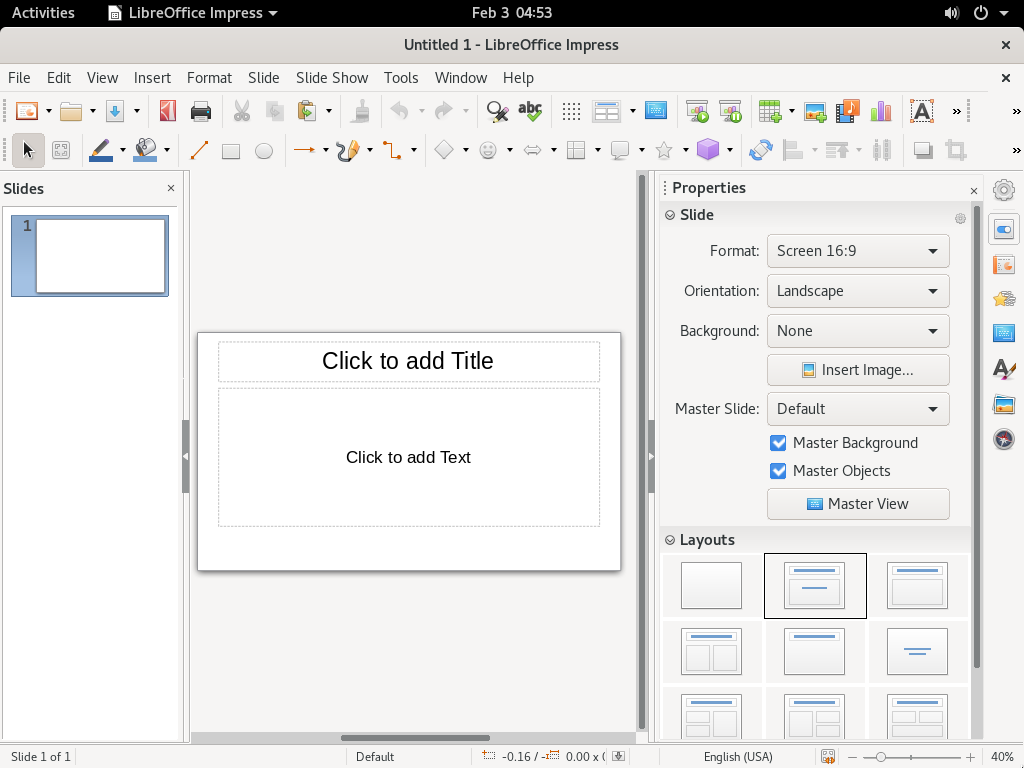 Activities
LibreOffice Impress
Feb 3 04:53
Untitled 1 - LibreOffice Impress
File Edit View Insert Format Slide Slide Show Tools Window Help
abc
A
Slides
1
Click to add Title
Click to add Text
Properties
Slide
Format: Screen 16:9
Orientation: Landscape
Background: None
Insert Image...
Master Slide: Default
Master Background
Master Objects
Master View
Layouts
Slide 1 of 1
Default
-0.16 / -
0.00 x
English (USA)
40%